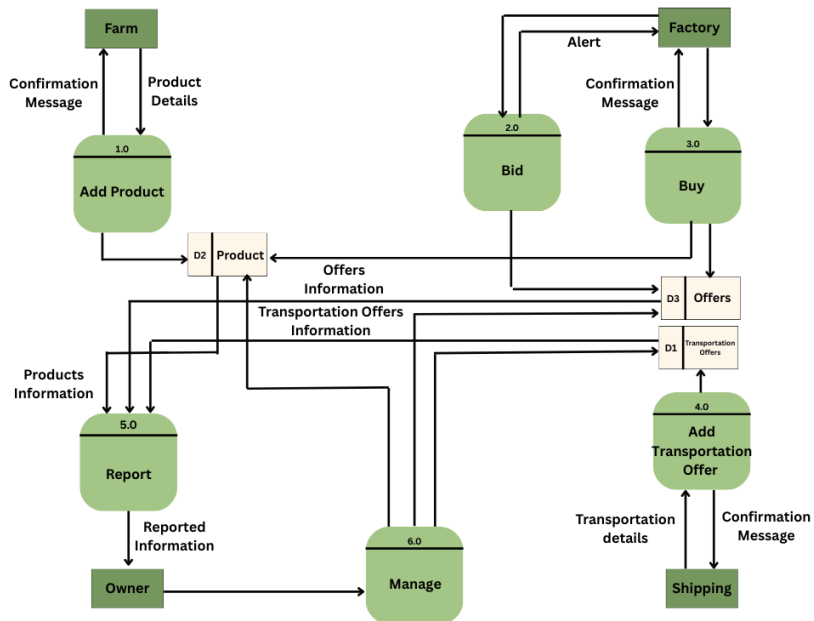 Farm
Factory
Alert
Confirmation
Message
Product
Details
Confirmation
Message
2.0
Bid
1.0
Add Product
3.0
Buy
D2
Product
Offers
Information
D3
Offers
Transportation Offers
Information
D1
Transportation
Offers
Products
Information
5.0
Report
4.0
Add
Transportation
Offer
Reported
Information
Transportation
details
Confirmation
Message
6.0
Manage
Owner
Shipping